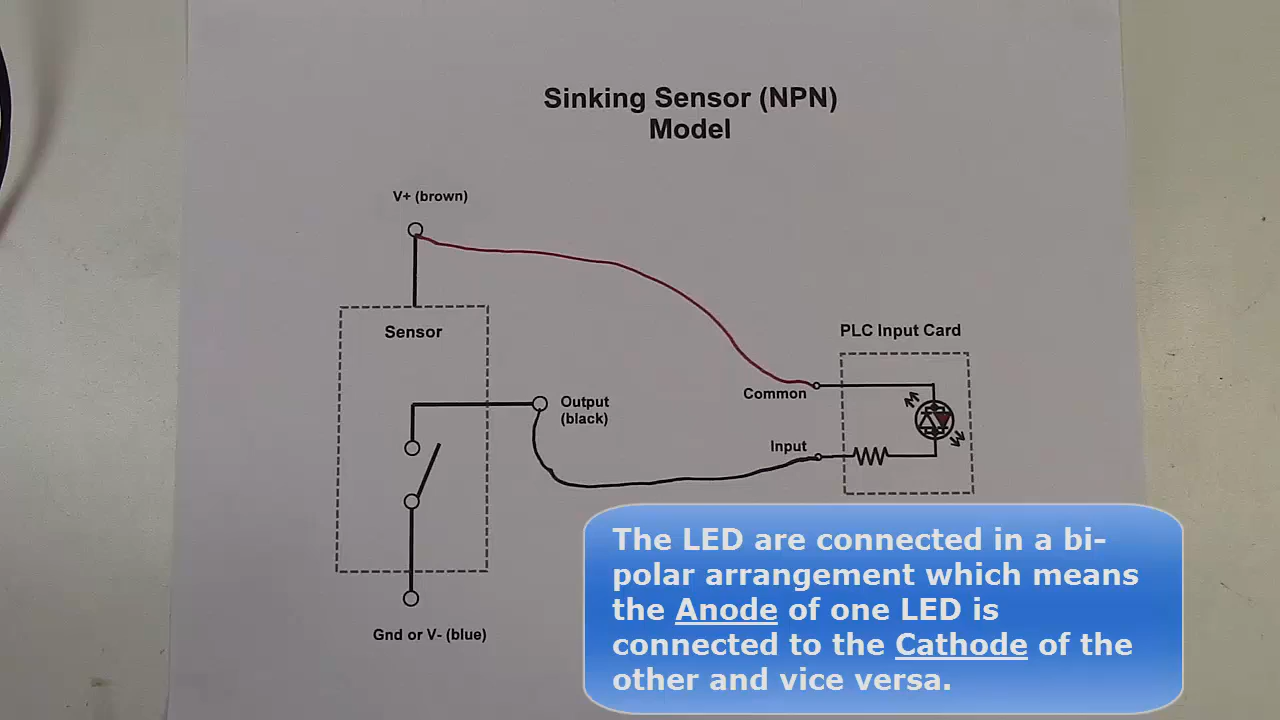 Sinking Sensor (NPN)
Model
V+ (brown)
Sensor
PLC Input Card
Common
Output
(black)
Input
Gnd or V- (blue)
The LED are connected in a bi-
polar arrangement which means
the Anode of one LED is
connected to the Cathode of the
other and vice versa.